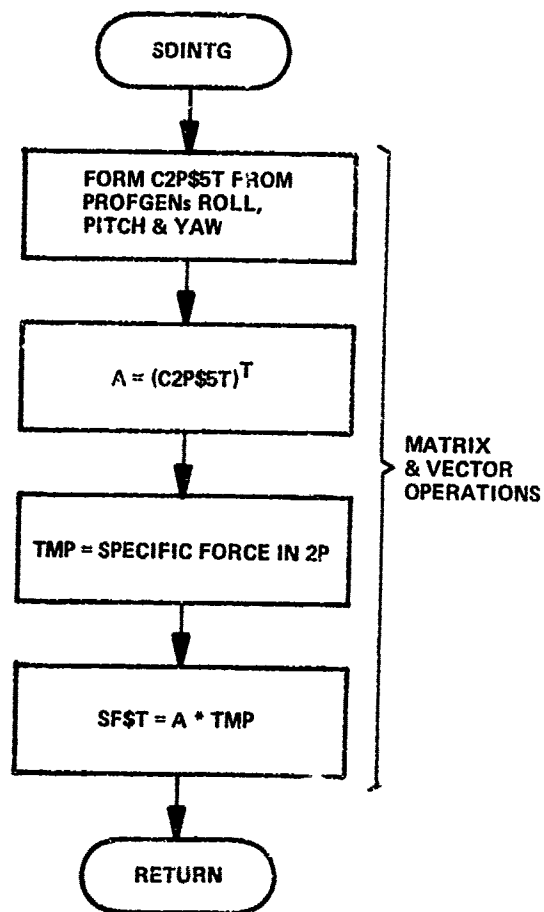 SDINTG
FORM C2P$5T FROM
PROFGENs ROLL,
PITCH & YAW
A = (C2P$5T)T
TMP = SPECIFIC FORCE IN 2P
SF$T = A * TMP
RETURN
MATRIX
& VECTOR
OPERATIONS